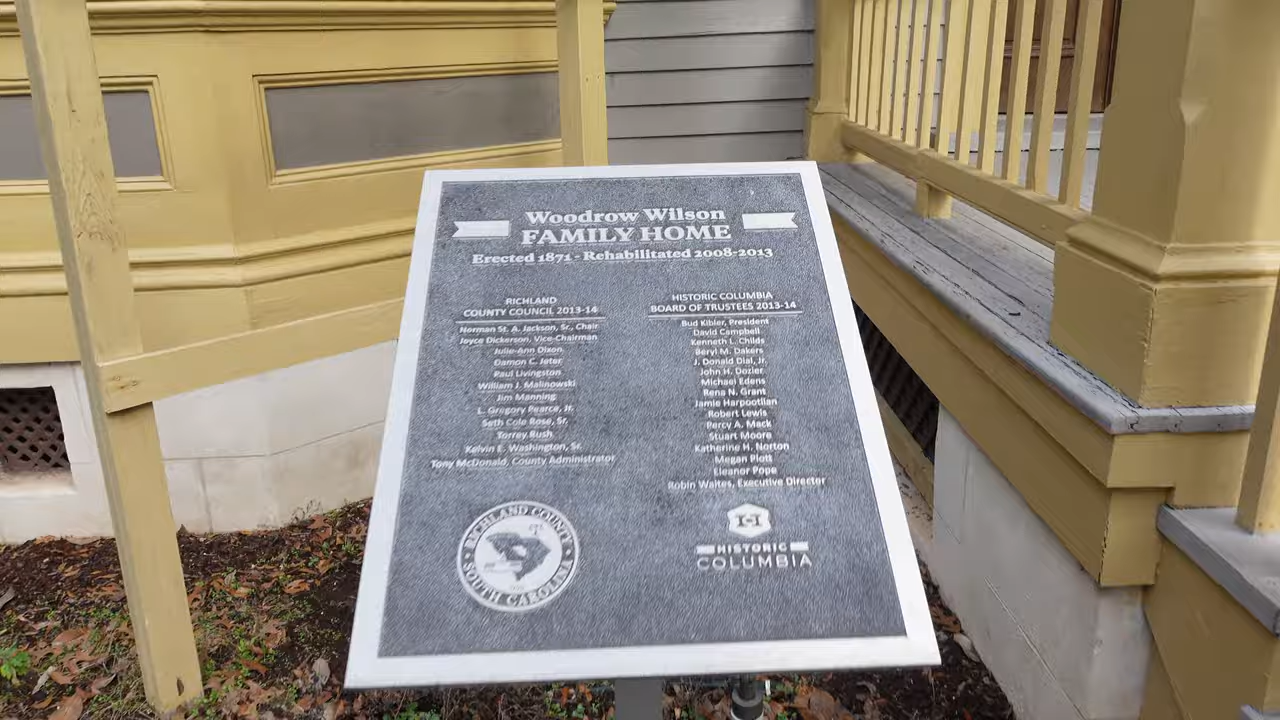 Woodrow Wilson
FAMILY HOME
Erected 1871 - Rehabilitated 2008-2013
RICHLAND
COUNTY COUNCIL 2013-14
Norman St. A. Jackson, Sr., Chair
Joyce Dickerson, Vice-Chairman
Julie-Ann Dixon
Damon C. Jeter
Paul Livingston
William J. Malinowski
Jim Manning
L. Gregory Pearce, Jr.
Seth Cole Rose, Sr.
Torrey Rush
Kelvin E. Washington, Sr.
Tony McDonald, County Administrator
RICHLAND COUNTY
SOUTH CAROLINA
HISTORIC COLUMBIA
BOARD OF TRUSTEES 2013-14
Bud Kibler, President
David Campbell
Kenneth L. Childs
Beryl M. Dakers
J. Donald Dial, Jr.
John H. Dozier
Michael Edens
Rena N. Grant
Jamie Harpootlian
Robert Lewis
Percy A. Mack
Stuart Moore
Katherine H. Norton
Megan Plott
Eleanor Pope
Robin Waites, Executive Director
HISTORIC
COLUMBIA